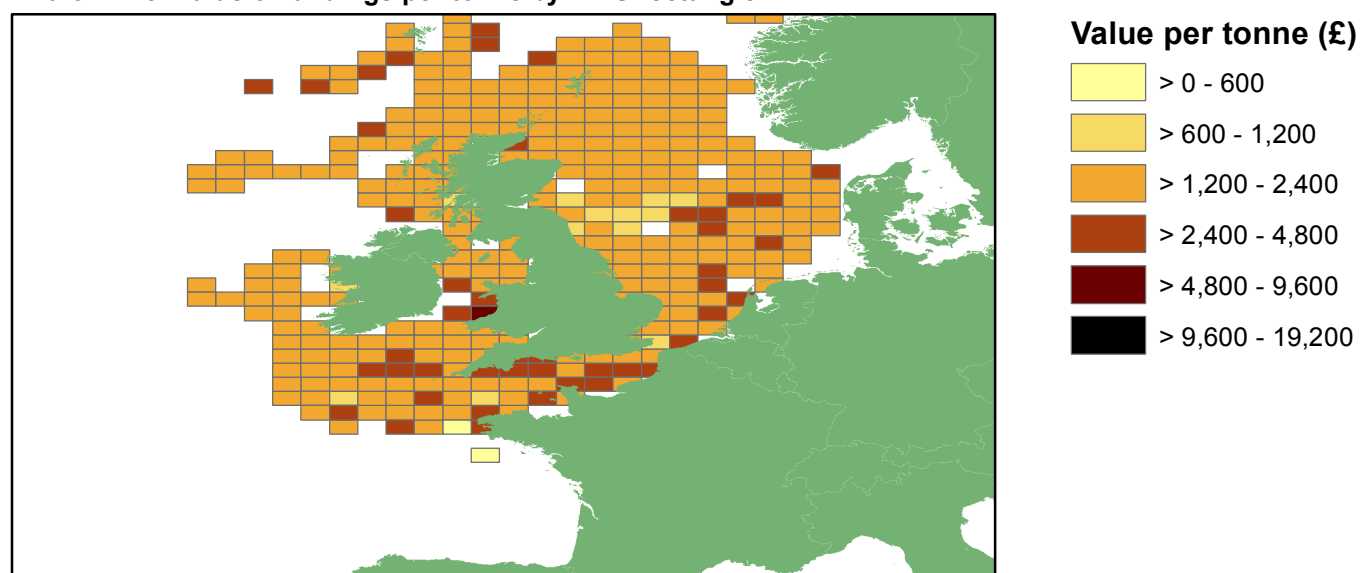 Value per tonne (£)
> 0 - 600
> 600 - 1,200
> 1,200 - 2,400
> 2,400 - 4,800
> 4,800 - 9,600
> 9,600 - 19,200